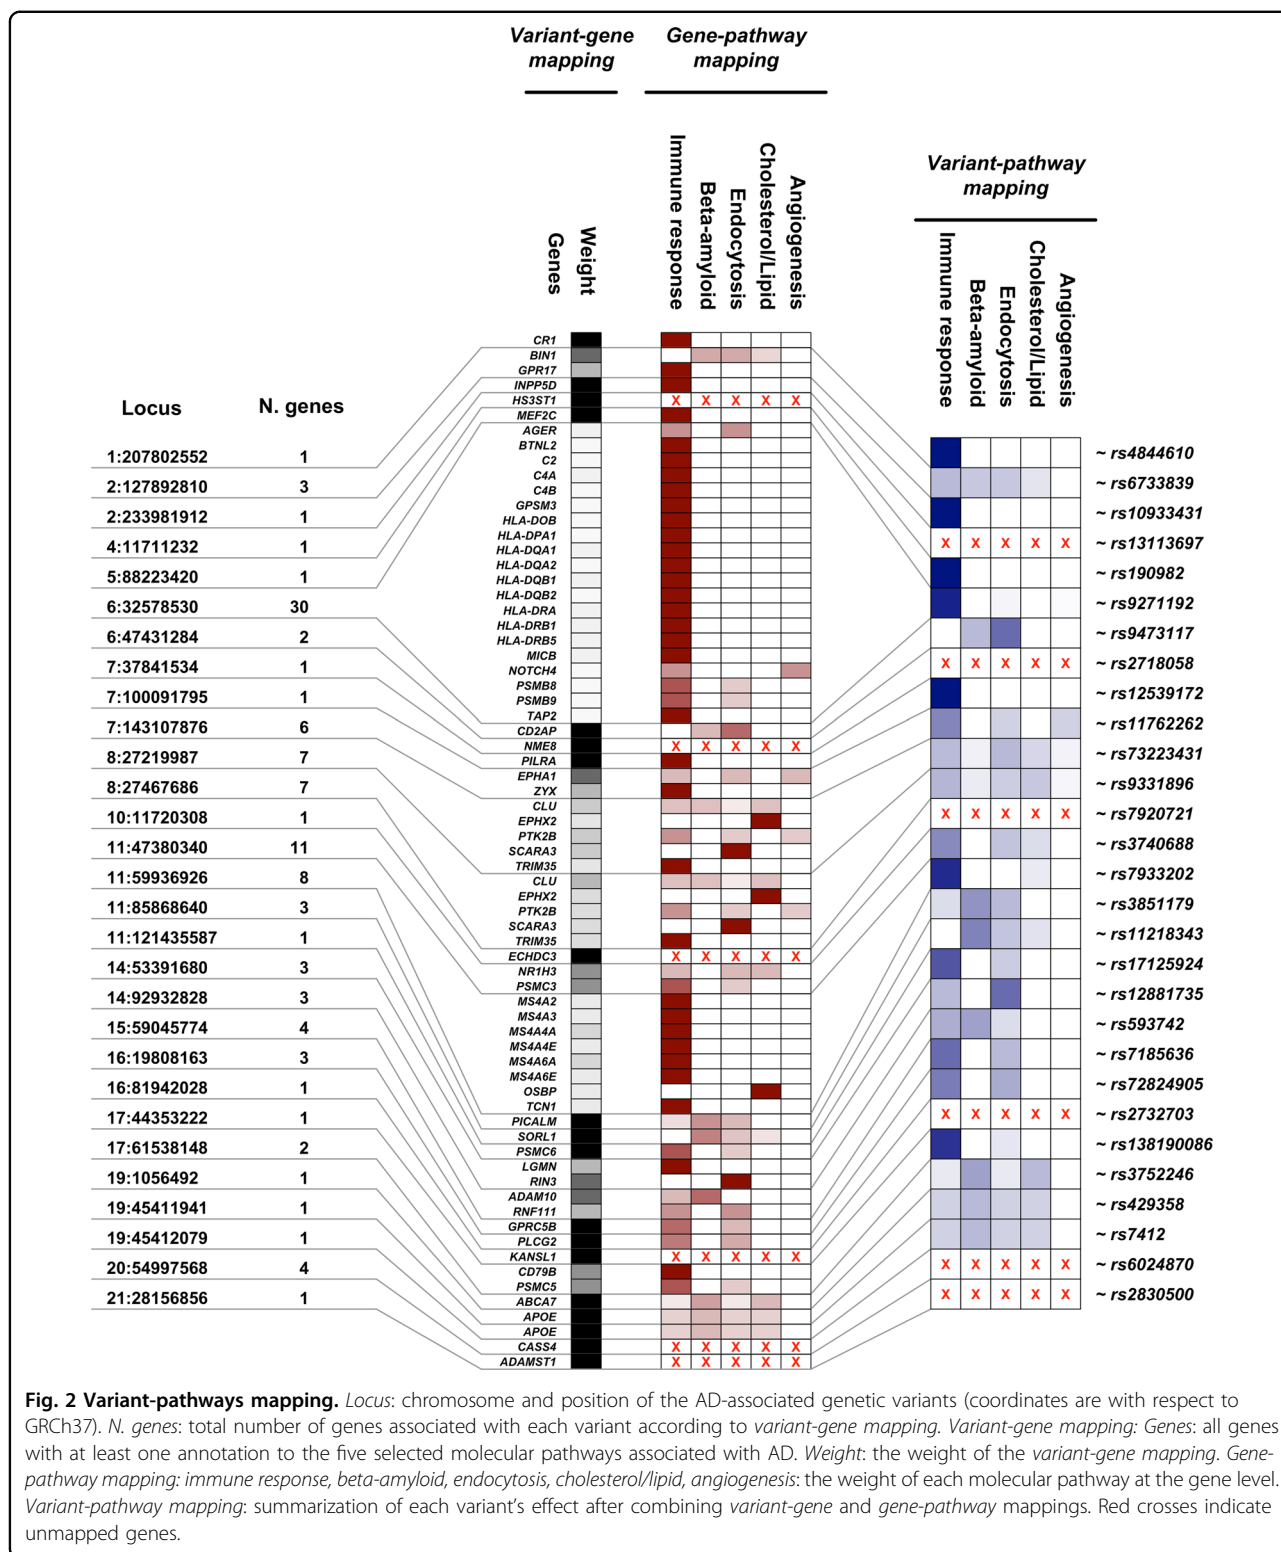 Variant-gene
mapping
Gene-pathway
mapping
Variant-pathway
mapping
Genes
Weight
Immune response
Beta-amyloid
Endocytosis
Cholesterol/Lipid
Angiogenesis
Immune response
Beta-amyloid
Endocytosis
Cholesterol/Lipid
Angiogenesis
Locus N. genes
1:207802552 1
2:127892810 3
2:233981912 1
4:11711232 1
5:88223420 1
6:32578530 30
6:47431284 2
7:37841534 1
7:100091795 1
7:143107876 6
8:27219987 7
8:27467686 7
10:11720308 1
11:47380340 11
11:59936926 8
11:85868640 3
11:121435587 1
14:53391680 3
14:92932828 3
15:59045774 4
16:19808163 3
16:81942028 1
17:44353222 1
17:61538148 2
19:1056492 1
19:45411941 1
19:45412079 1
20:54997568 4
21:28156856 1
CR1
BIN1
GPR17
INPP5D
HS3ST1 X X X X X
MEF2C
AGER
BTNL2
C2
C4A
C4B
GPSM3
HLA-DOB
HLA-DPA1
HLA-DQA1
HLA-DQA2
HLA-DQB1
HLA-DQB2
HLA-DRA
HLA-DRB1
HLA-DRB5
MICB
NOTCH4
PSMB8
PSMB9
TAP2
CD2AP
NME8 X X X X X
PILRA
EPHA1
ZYX
CLU
EPHX2
PTK2B
SCARA3
TRIM35
CLU
EPHX2
PTK2B
SCARA3
TRIM35
ECHDC3 X X X X X
NR1H3
PSMC3
MS4A2
MS4A3
MS4A4A
MS4A4E
MS4A6A
MS4A6E
OSBP
TCN1
PICALM
SORL1
PSMC6
LGMN
RIN3
ADAM10
RNF111
GPRC5B
PLCG2
KANSL1 X X X X X
CD79B
PSMC5
ABCA7
APOE
APOE
CASS4 X X X X X
ADAMST1 X X X X X
~ rs4844610
~ rs6733839
~ rs10933431
X X X X X ~ rs13113697
~ rs190982
~ rs9271192
~ rs9473117
X X X X X ~ rs2718058
~ rs12539172
~ rs11762262
~ rs73223431
~ rs9331896
X X X X X ~ rs7920721
~ rs3740688
~ rs7933202
~ rs3851179
~ rs11218343
~ rs17125924
~ rs12881735
~ rs593742
~ rs7185636
~ rs72824905
X X X X X ~ rs2732703
~ rs138190086
~ rs3752246
~ rs429358
~ rs7412
X X X X X ~ rs6024870
X X X X X ~ rs2830500
Fig. 2 Variant-pathways mapping. Locus: chromosome and position of the AD-associated genetic variants (coordinates are with respect to
GRCh37). N. genes: total number of genes associated with each variant according to variant-gene mapping. Variant-gene mapping: Genes: all genes
with at least one annotation to the five selected molecular pathways associated with AD. Weight: the weight of the variant-gene mapping. Gene-
pathway mapping: immune response, beta-amyloid, endocytosis, cholesterol/lipid, angiogenesis: the weight of each molecular pathway at the gene level.
Variant-pathway mapping: summarization of each variant's effect after combining variant-gene and gene-pathway mappings. Red crosses indicate
unmapped genes.